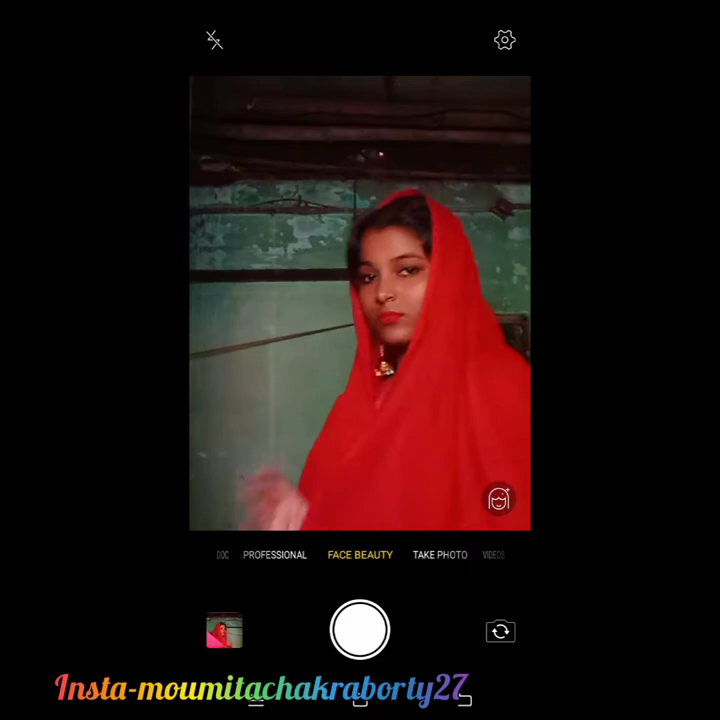 DOC PROFESSIONAL FACE BEAUTY TAKE PHOTO VIDEOS
Insta-moumitachakraborty27